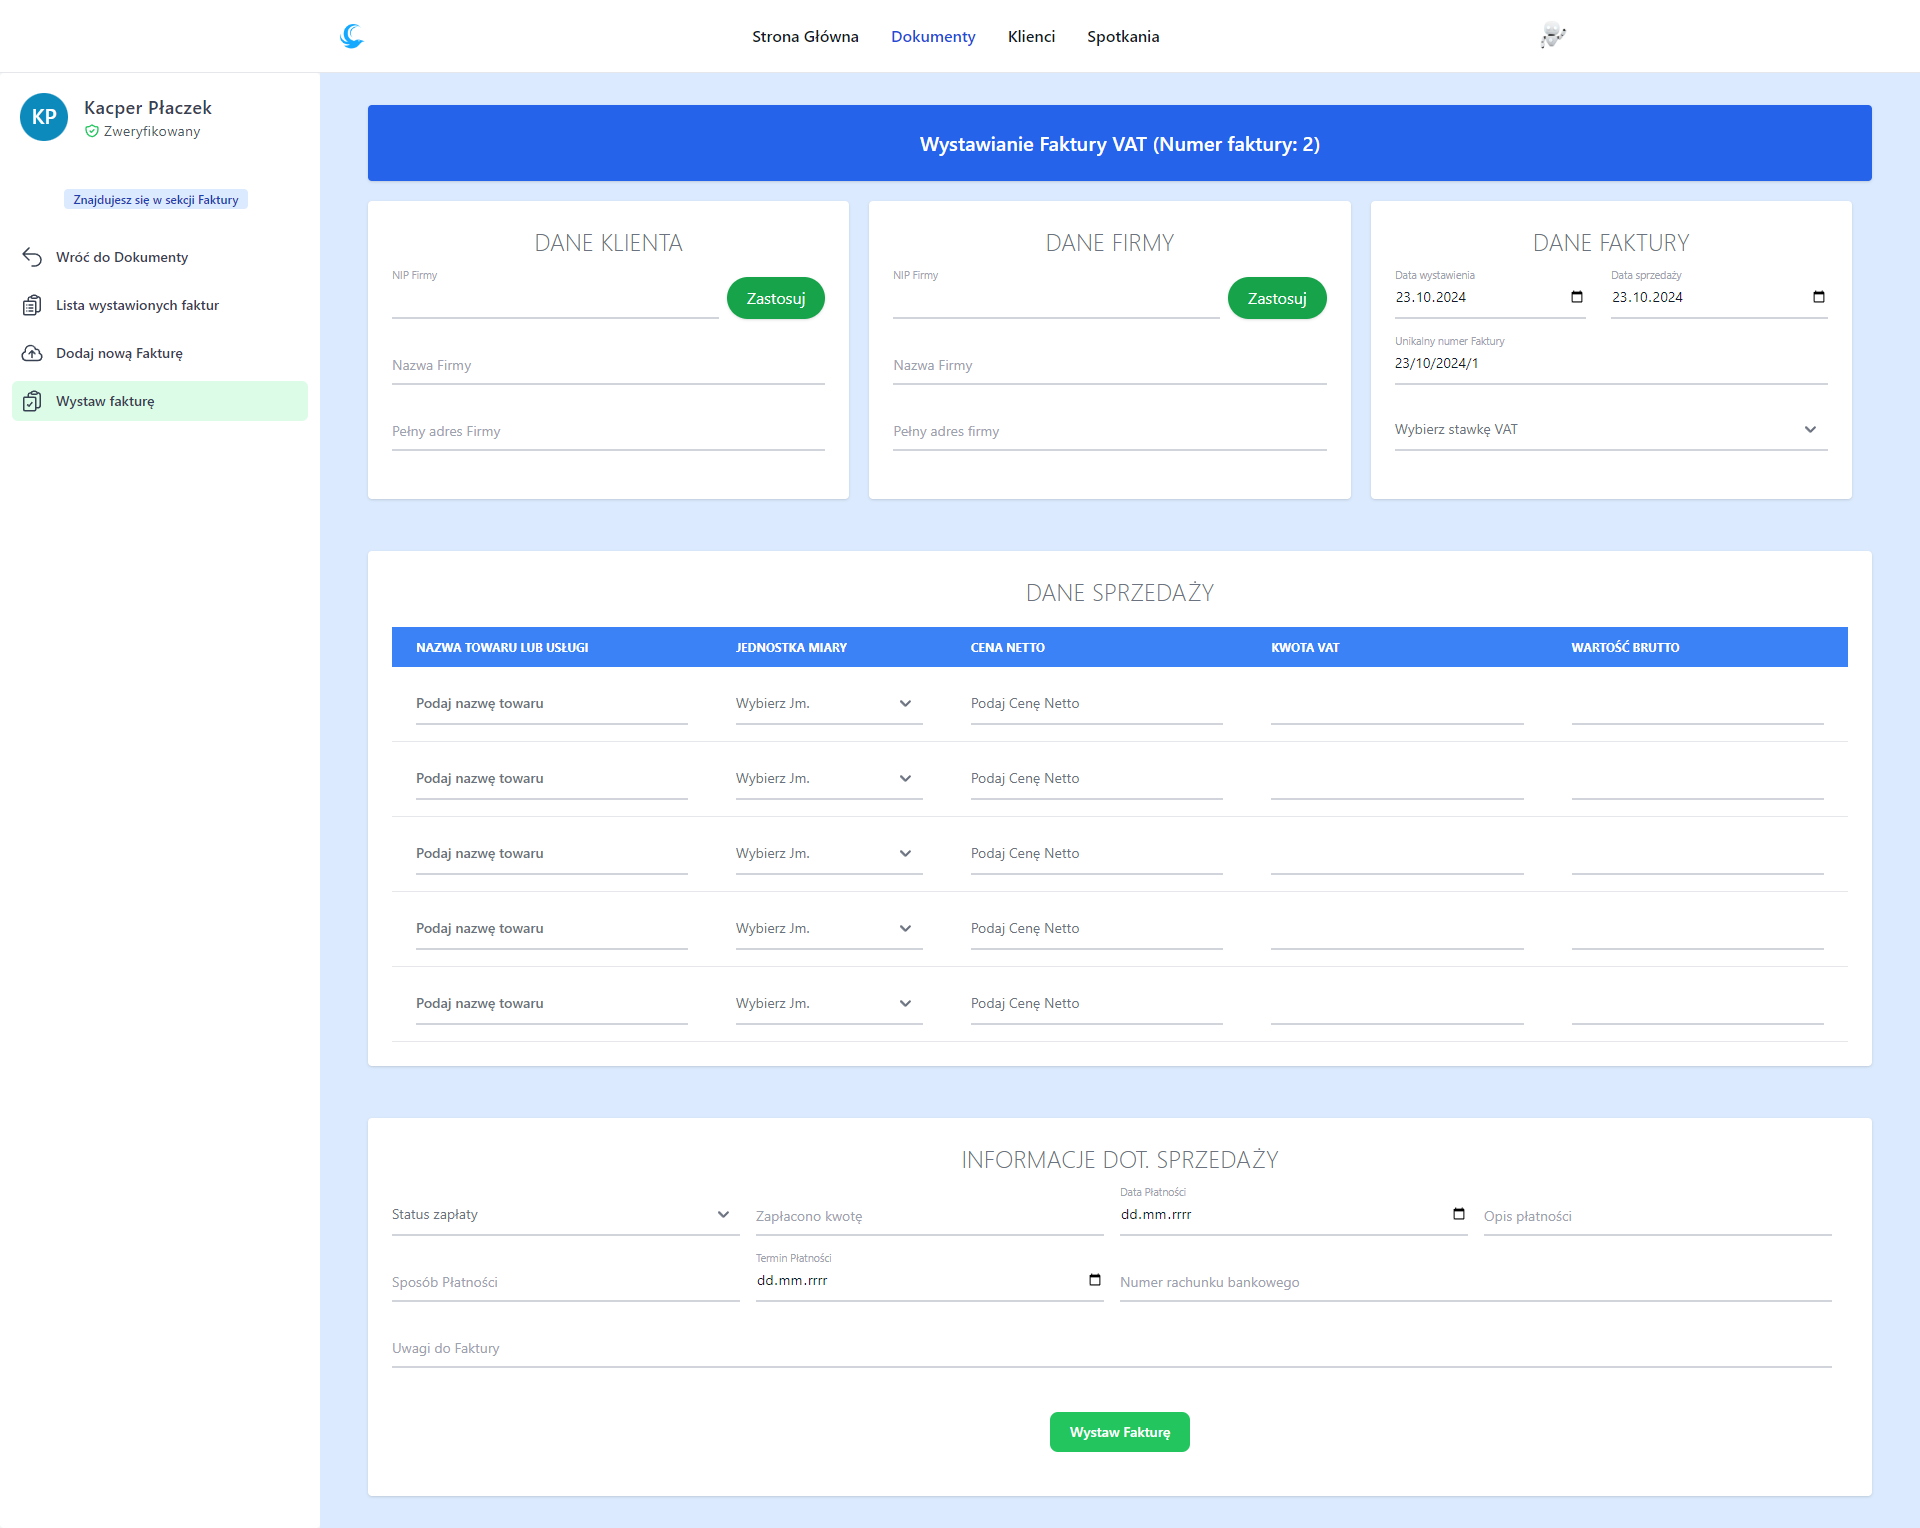 Strona Główna Dokumenty Klienci Spotkania
KP
Kacper Płaczek
Zweryfikowany
Znajdujesz się w sekcji Faktury
Wróć do Dokumenty
Lista wystawionych faktur
Dodaj nową Fakturę
Wystaw fakturę
Wystawianie Faktury VAT (Numer faktury: 2)
DANE KLIENTA
NIP Firmy
Zastosuj
Nazwa Firmy
Pełny adres Firmy
DANE FIRMY
NIP Firmy
Zastosuj
Nazwa Firmy
Pełny adres firmy
DANE FAKTURY
Data wystawienia Data sprzedaży
23.10.2024 23.10.2024
Unikalny numer Faktury
23/10/2024/1
Wybierz stawkę VAT
DANE SPRZEDAŻY
NAZWA TOWARU LUB USŁUGI JEDNOSTKA MIARY CENA NETTO KWOTA VAT WARTOŚĆ BRUTTO
Podaj nazwę towaru Wybierz Jm. Podaj Cenę Netto
Podaj nazwę towaru Wybierz Jm. Podaj Cenę Netto
Podaj nazwę towaru Wybierz Jm. Podaj Cenę Netto
Podaj nazwę towaru Wybierz Jm. Podaj Cenę Netto
Podaj nazwę towaru Wybierz Jm. Podaj Cenę Netto
INFORMACJE DOT. SPRZEDAŻY
Data Płatności
Status zapłaty Zapłacono kwotę dd.mm.rrrr Opis płatności
Termin Płatności
Sposób Płatności dd.mm.rrrr Numer rachunku bankowego
Uwagi do Faktury
Wystaw Fakturę